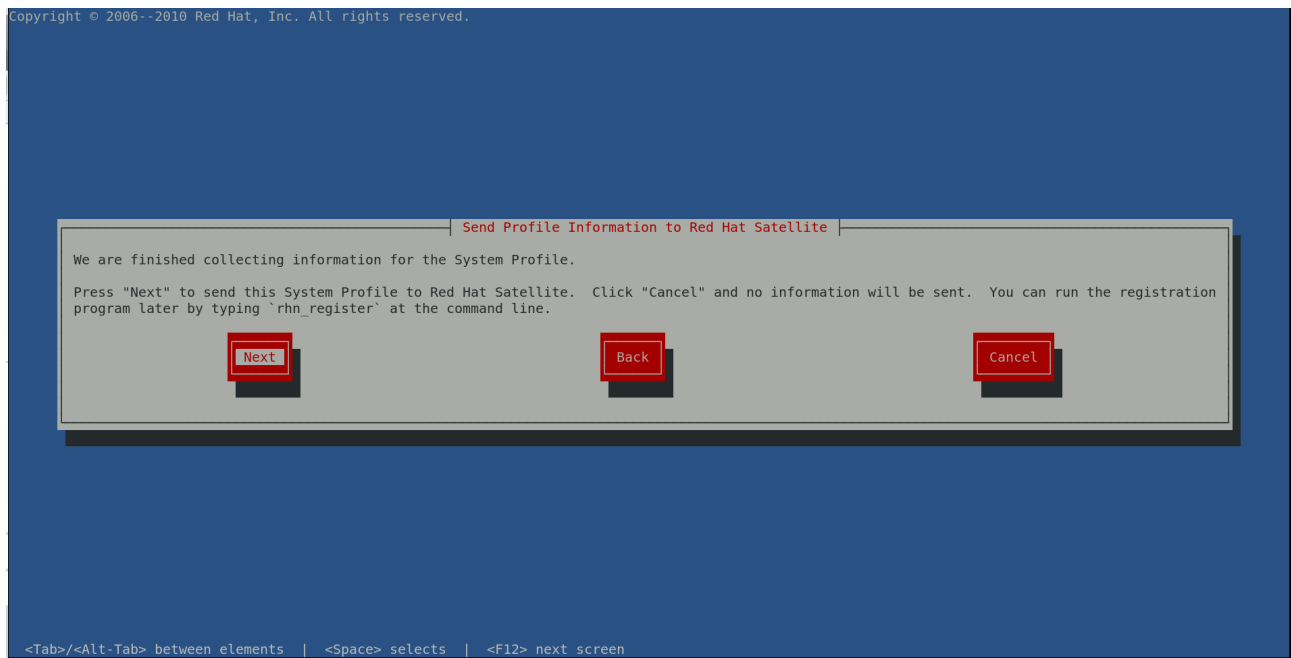 Copyright © 2006--2010 Red Hat, Inc. All rights reserved.
Send Profile Information to Red Hat Satellite
We are finished collecting information for the System Profile.
Press "Next" to send this System Profile to Red Hat Satellite.  Click "Cancel" and no information will be sent.  You can run the registration
program later by typing `rhn_register` at the command line.
Next
Back
Cancel
<Tab>/<Alt-Tab> between elements  |  <Space> selects  |  <F12> next screen